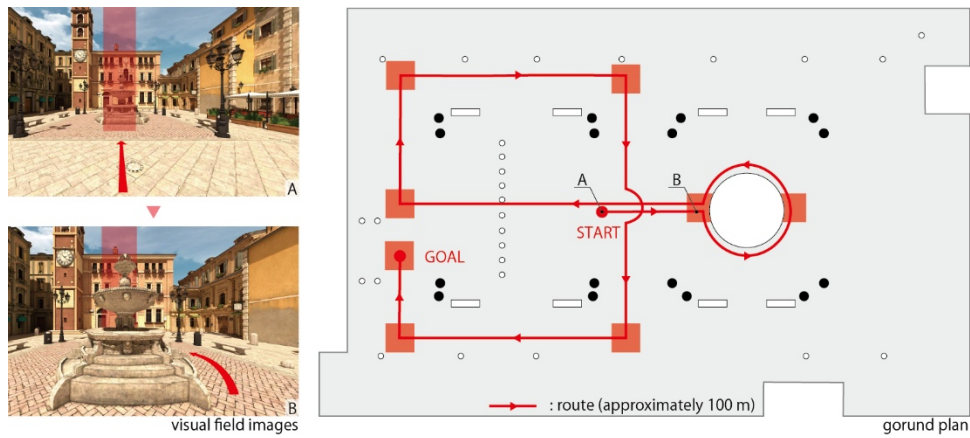 A
B
visual field images
A
B
START
GOAL
: route (approximately 100 m)
gorund plan